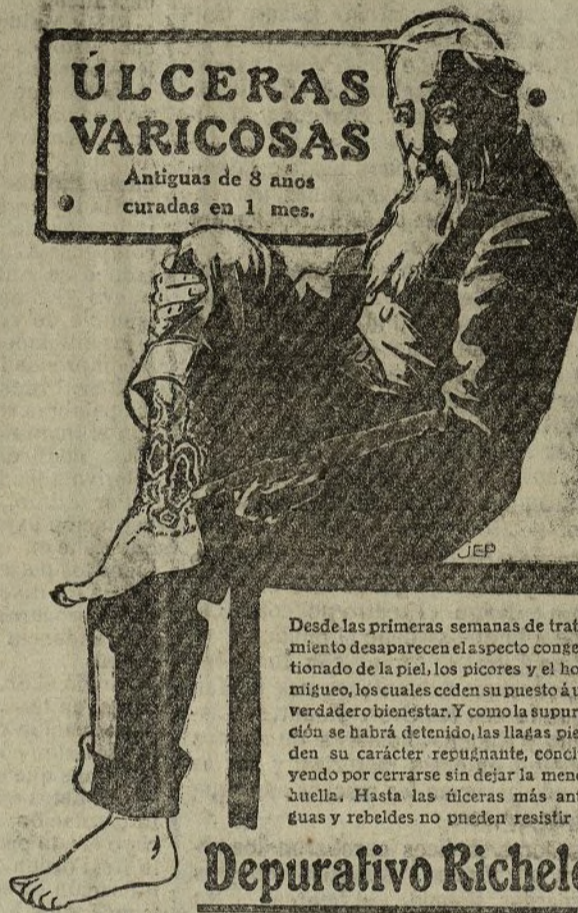 ÚLCERAS
VARICOSAS
Antiguas de 8 años
curadas en 1 mes.
JEP
Desde las primeras semanas de trat
miento desaparecen el aspecto conge
tionado de la piel, los picores y el ho
migueo, los cuales ceden su puesto á u
verdadero bienestar. Y como la supur
ción se habrá detenido, las llagas pie
den su carácter repugnante, concl
yendo por cerrarse sin dejar la meno
huella. Hasta las úlceras más ant
guas y rebeldes no pueden resistir
Depurativo Richele